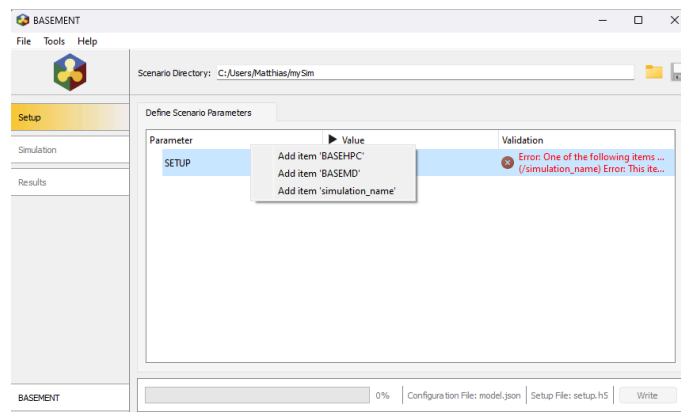 BASEMENT
File Tools Help
Scenario Directory: C:/Users/Matthias/mySim
Setup
Simulation
Results
Define Scenario Parameters
Parameter Value Validation
SETUP
Error: One of the following items ...
(/simulation_name) Error: This ite...
Add item 'BASEHPC'
Add item 'BASEMD'
Add item 'simulation_name'
BASEMENT
0% Configuration File: model.json Setup File: setup.h5 Write